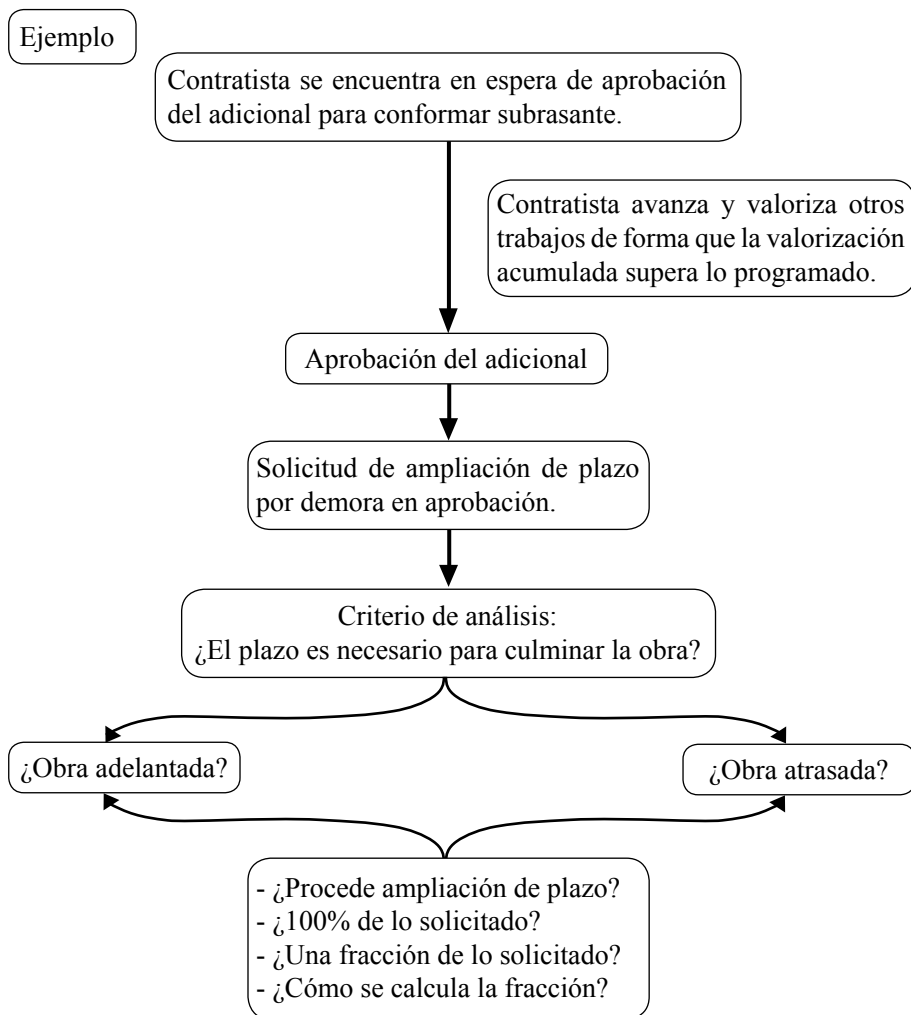 Ejemplo
Contratista se encuentra en espera de aprobación
del adicional para conformar subrasante.
Contratista avanza y valoriza otros
trabajos de forma que la valorización
acumulada supera lo programado.
Aprobación del adicional
Solicitud de ampliación de plazo
por demora en aprobación.
Criterio de análisis:
¿El plazo es necesario para culminar la obra?
¿Obra adelantada?
¿Obra atrasada?
- ¿Procede ampliación de plazo?
- ¿100% de lo solicitado?
- ¿Una fracción de lo solicitado?
- ¿Cómo se calcula la fracción?